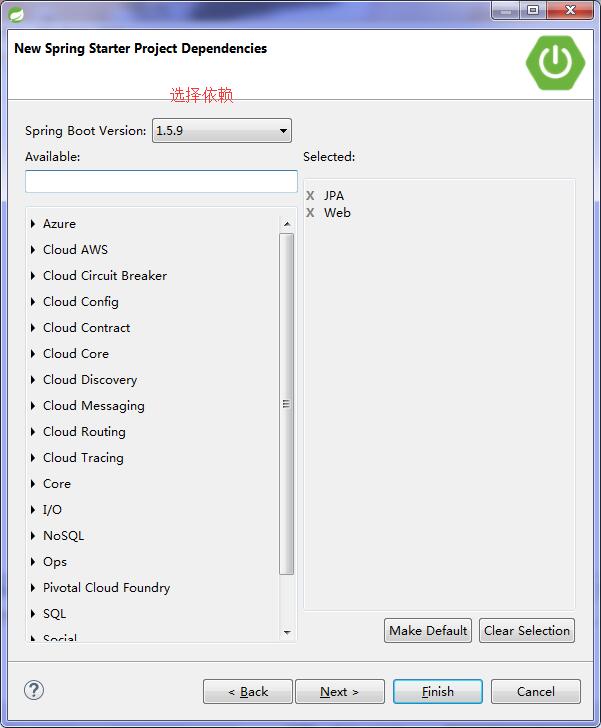 New Spring Starter Project Dependencies
选择依赖
Spring Boot Version: 1.5.9
Available:
Selected:
X JPA
X Web
Azure
Cloud AWS
Cloud Circuit Breaker
Cloud Config
Cloud Contract
Cloud Core
Cloud Discovery
Cloud Messaging
Cloud Routing
Cloud Tracing
Core
I/O
NoSQL
Ops
Pivotal Cloud Foundry
SQL
Social
Make Default
Clear Selection
?
< Back
Next >
Finish
Cancel